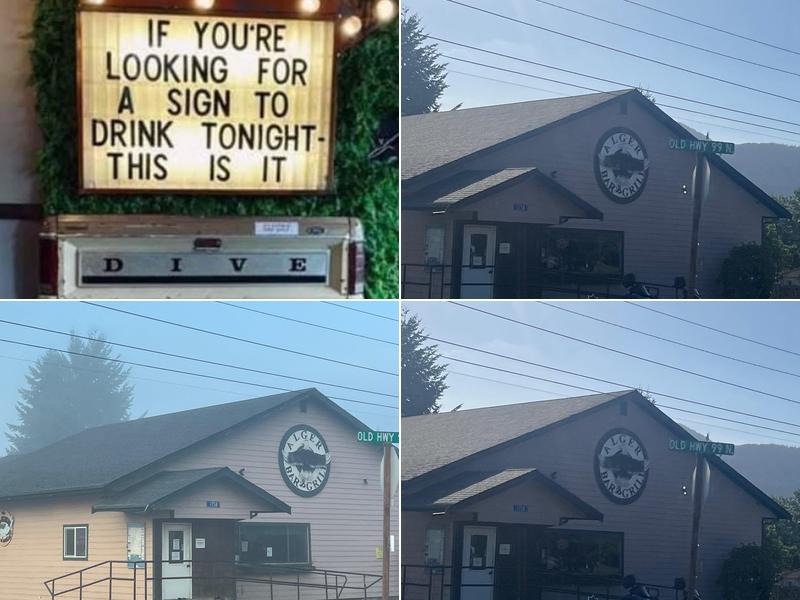 IF YOU'RE
LOOKING FOR
A SIGN TO
DRINK TONIGHT-
THIS IS IT
DIVE
ALGER
BAR & GRILL
OLD HWY 99 N.
ALGER
BAR & GRILL
OLD HWY
ALGER
BAR & GRILL
OLD HWY 99 N.